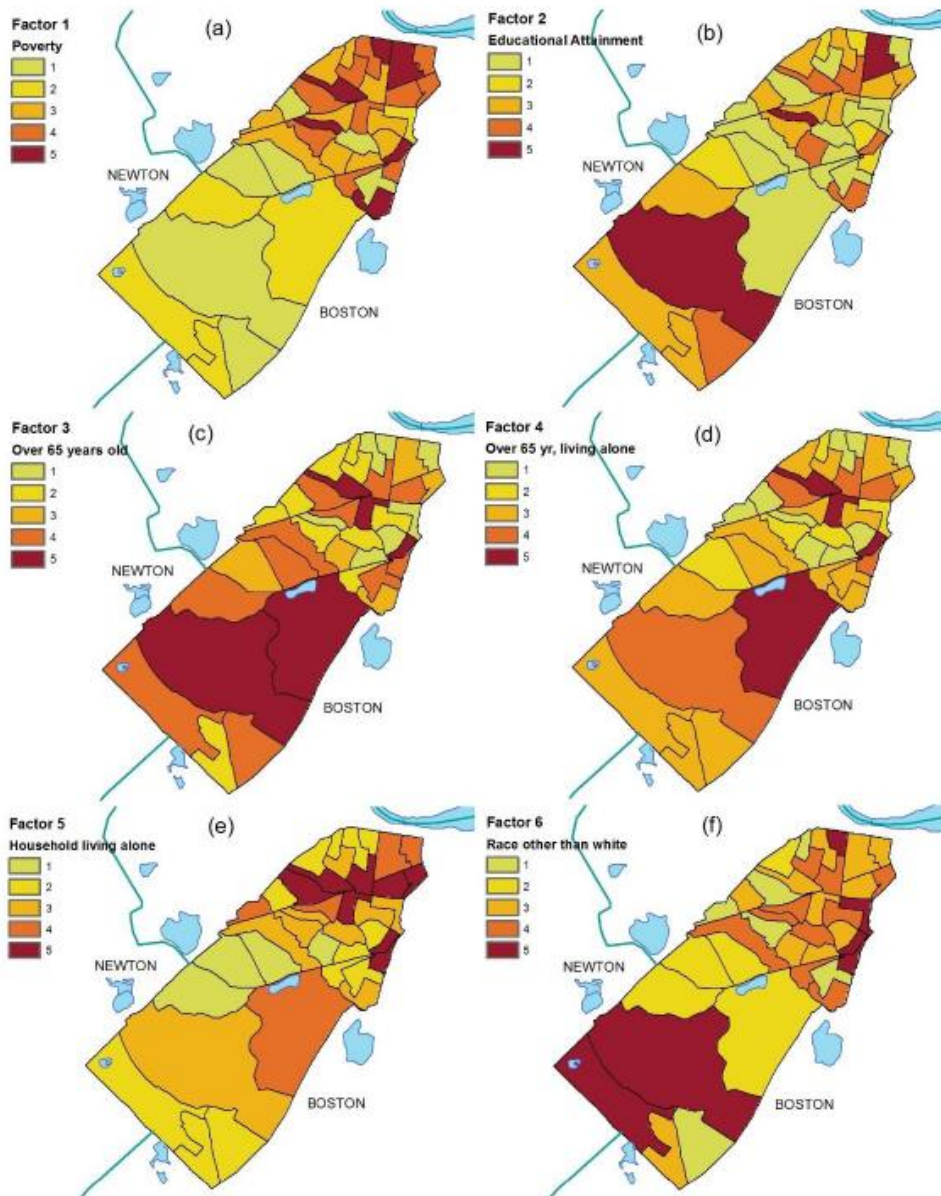 Factor 1
(a)
Poverty
1
2
3
4
5
NEWTON
BOSTON
Factor 2
(b)
Educational Attainment
1
2
3
4
5
NEWTON
BOSTON
Factor 3
(c)
Over 65 years old
1
2
3
4
5
NEWTON
BOSTON
Factor 4
(d)
Over 65 yr, living alone
1
2
3
4
5
NEWTON
BOSTON
Factor 5
(e)
Household living alone
1
2
3
4
5
NEWTON
BOSTON
Factor 6
(f)
Race other than white
1
2
3
4
5
NEWTON
BOSTON